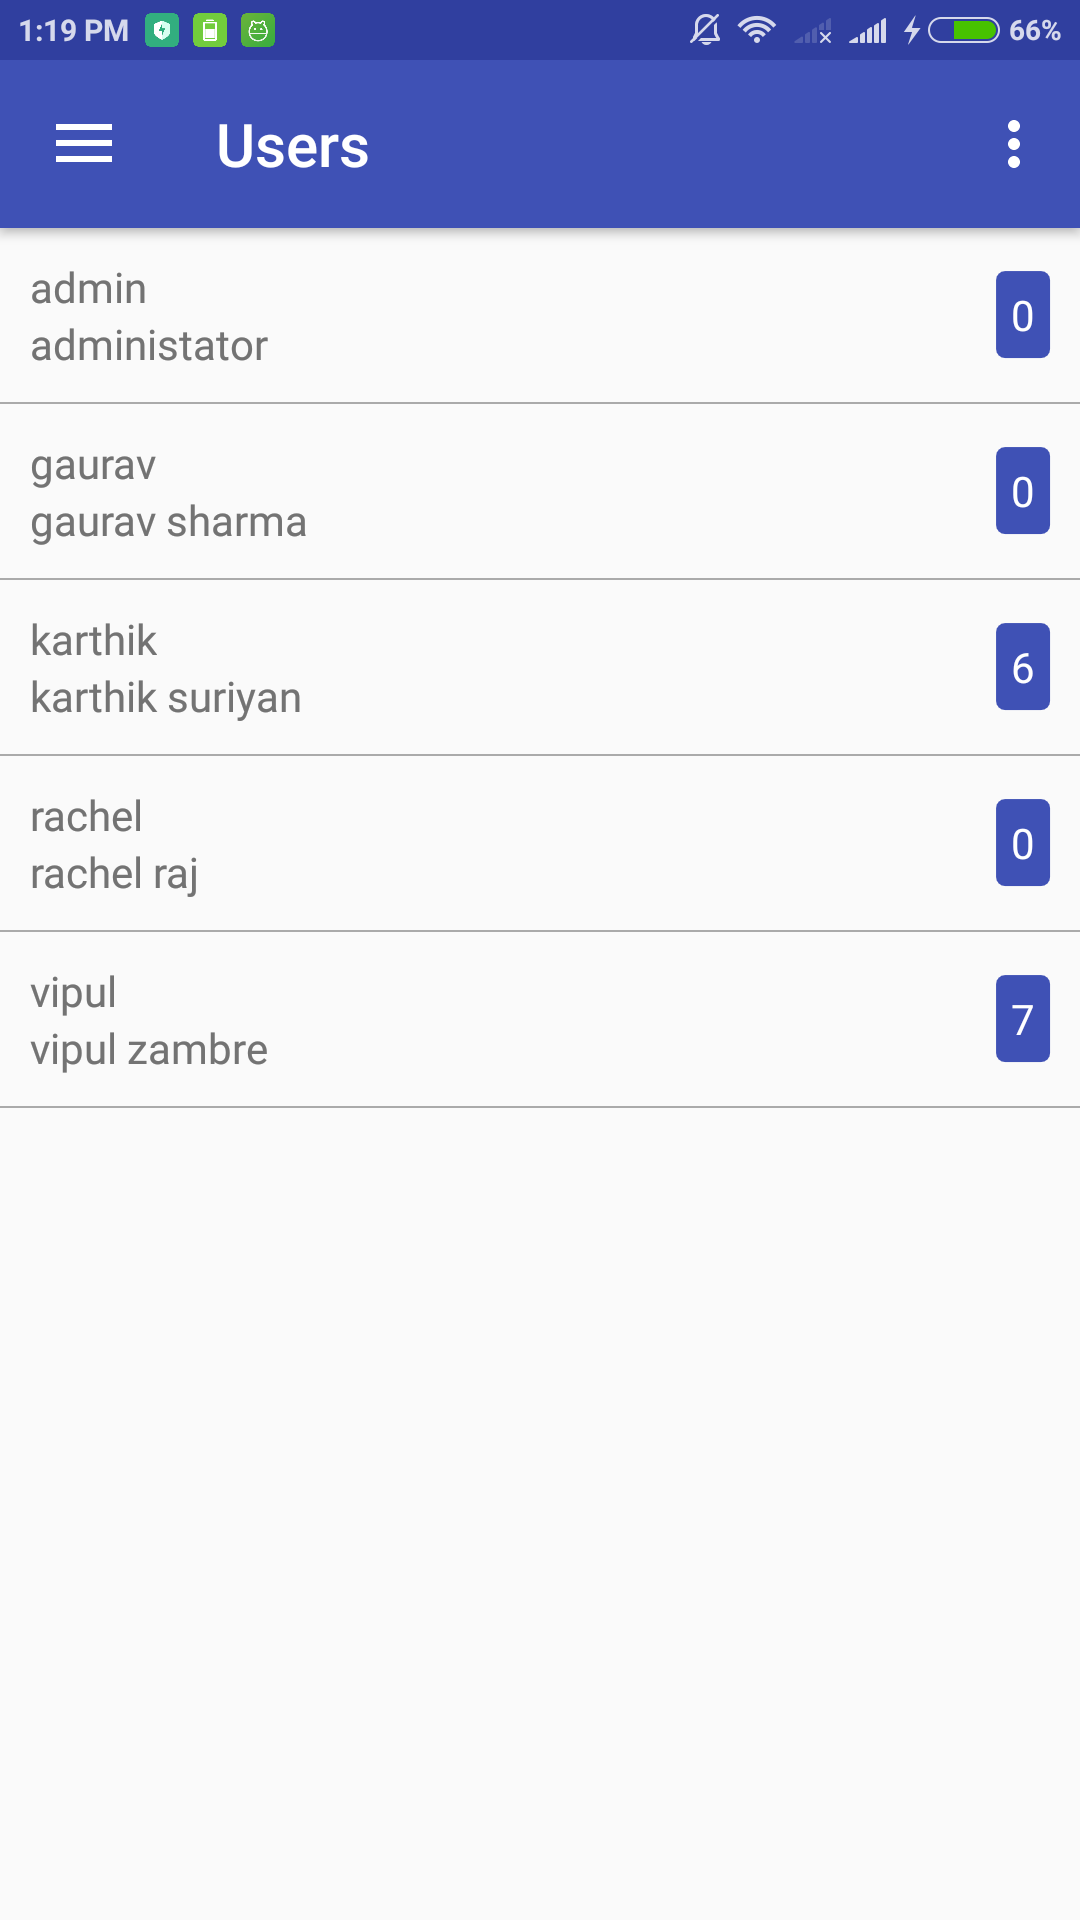 1:19 PM 66%
Users
admin
administator
0
gaurav
gaurav sharma
0
karthik
karthik suriyan
6
rachel
rachel raj
0
vipul
vipul zambre
7